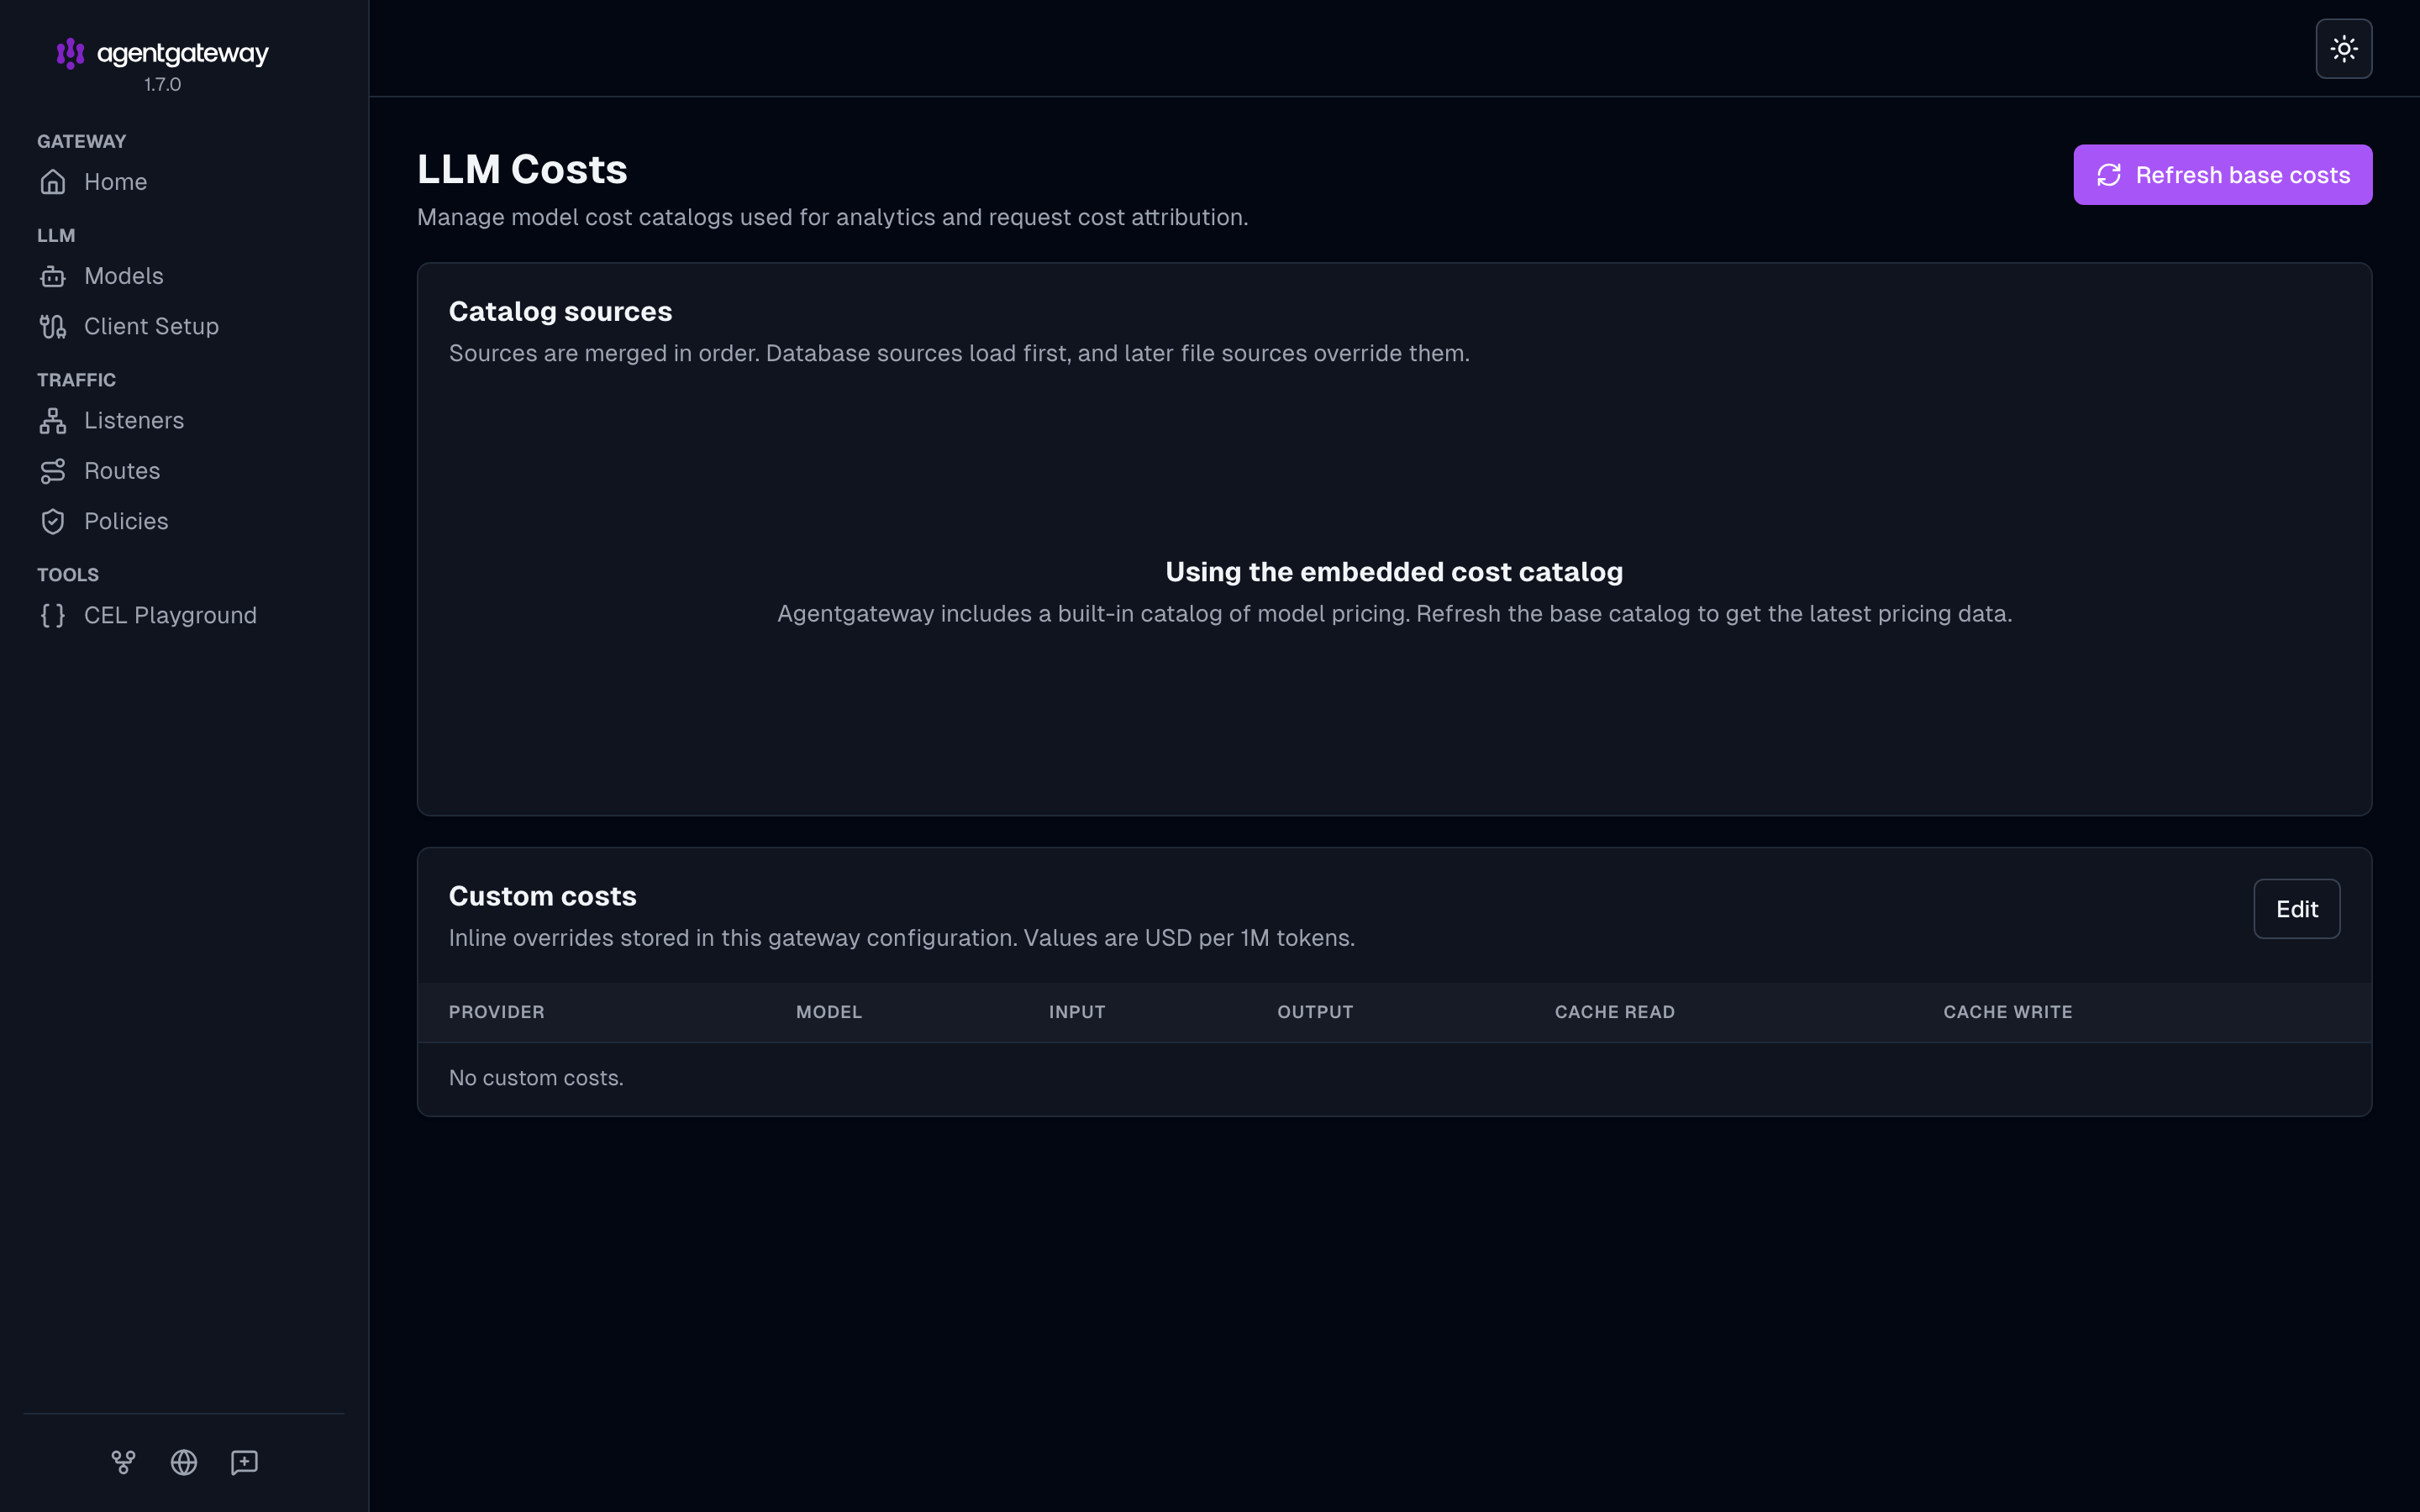 agentgateway
1.7.0
GATEWAY
Home
LLM
Models
Client Setup
TRAFFIC
Listeners
Routes
Policies
TOOLS
CEL Playground
LLM Costs
Manage model cost catalogs used for analytics and request cost attribution.
Refresh base costs
Catalog sources
Sources are merged in order. Database sources load first, and later file sources override them.
Using the embedded cost catalog
Agentgateway includes a built-in catalog of model pricing. Refresh the base catalog to get the latest pricing data.
Custom costs
Inline overrides stored in this gateway configuration. Values are USD per 1M tokens.
Edit
PROVIDER MODEL INPUT OUTPUT CACHE READ CACHE WRITE
No custom costs.